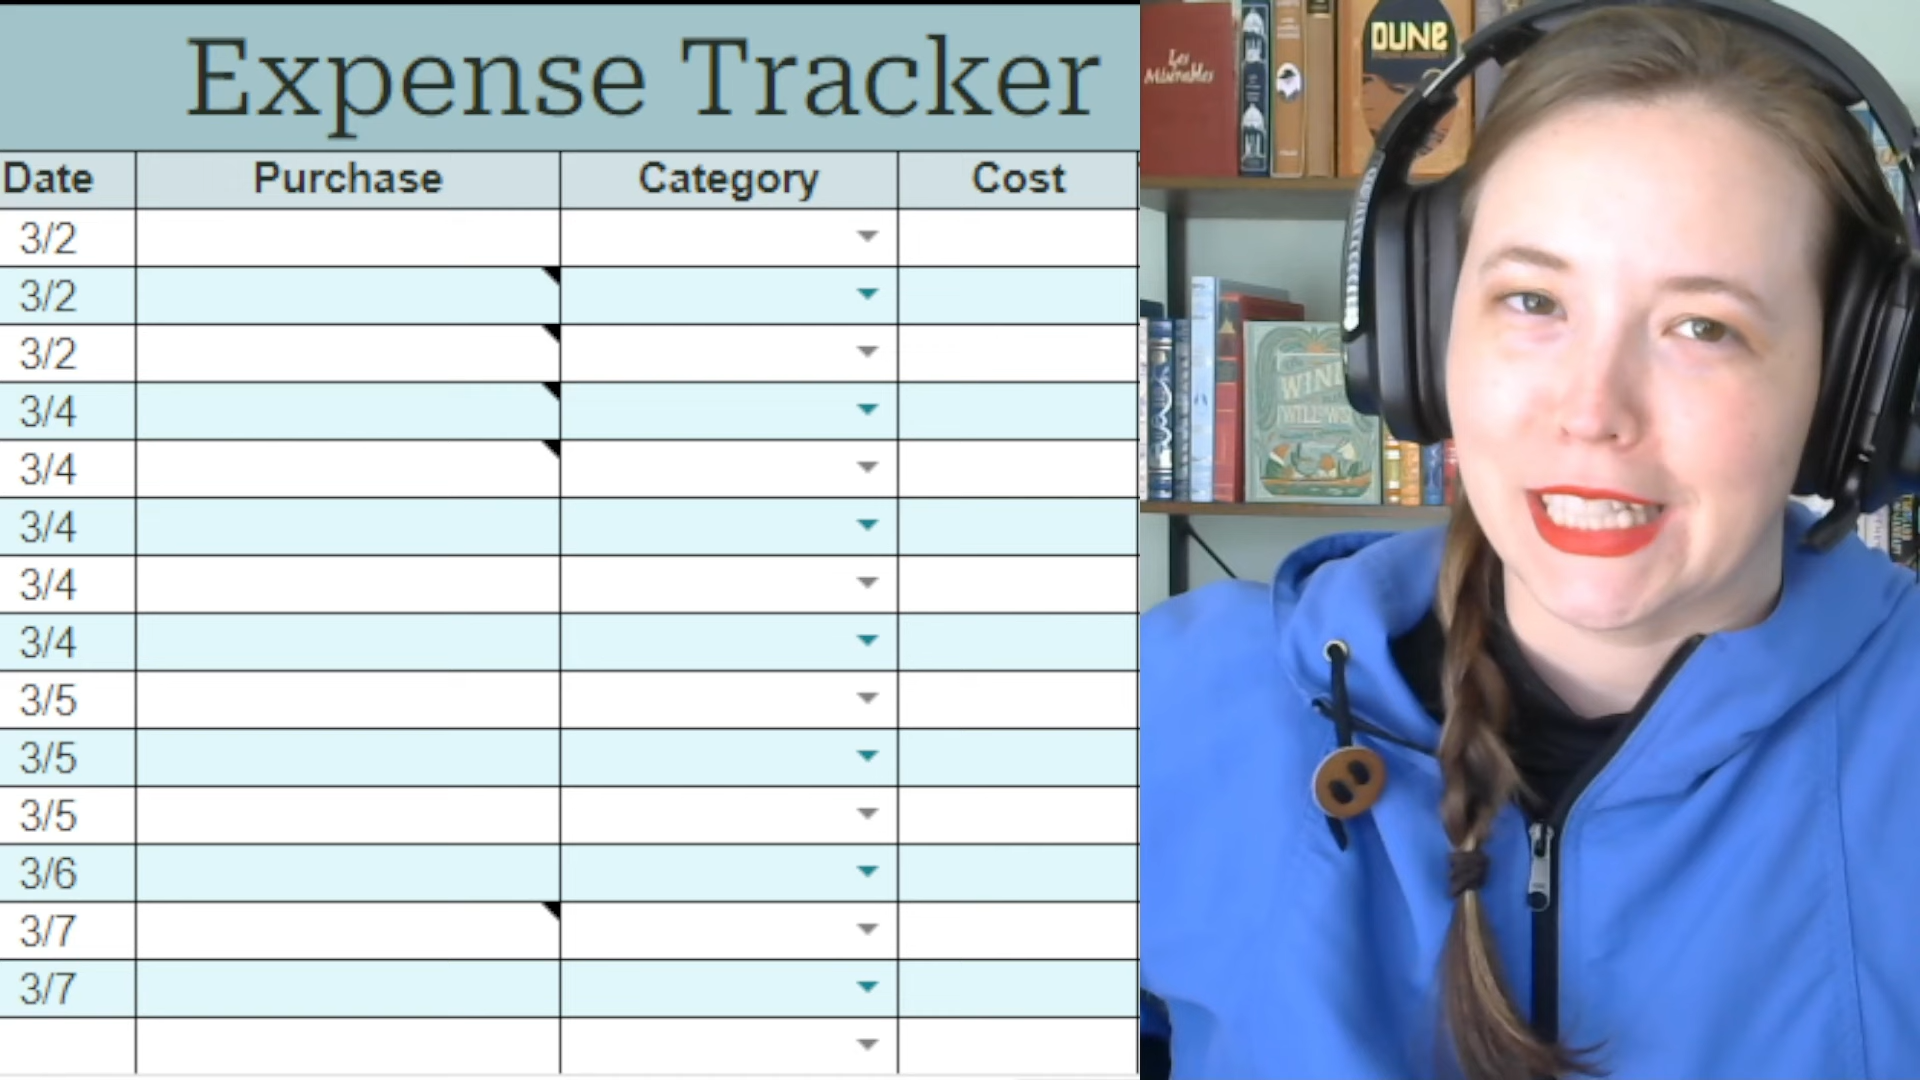 Expense Tracker
Date Purchase Category Cost
3/2
3/2
3/2
3/4
3/4
3/4
3/4
3/4
3/5
3/5
3/5
3/6
3/7
3/7
Les
Misérables
DUNE
WIND
WILLOWS